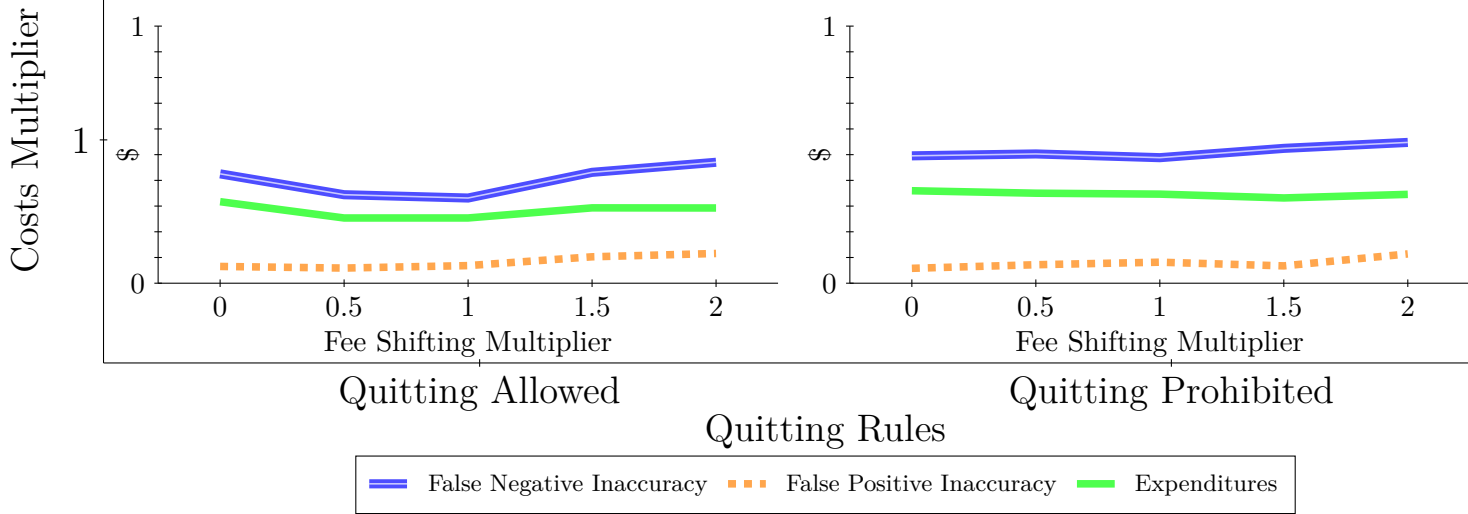 Costs Multiplier
1
1
$
0
0 0.5 1 1.5 2
Fee Shifting Multiplier
1
$
0
0 0.5 1 1.5 2
Fee Shifting Multiplier
Quitting Allowed
Quitting Prohibited
Quitting Rules
False Negative Inaccuracy False Positive Inaccuracy Expenditures